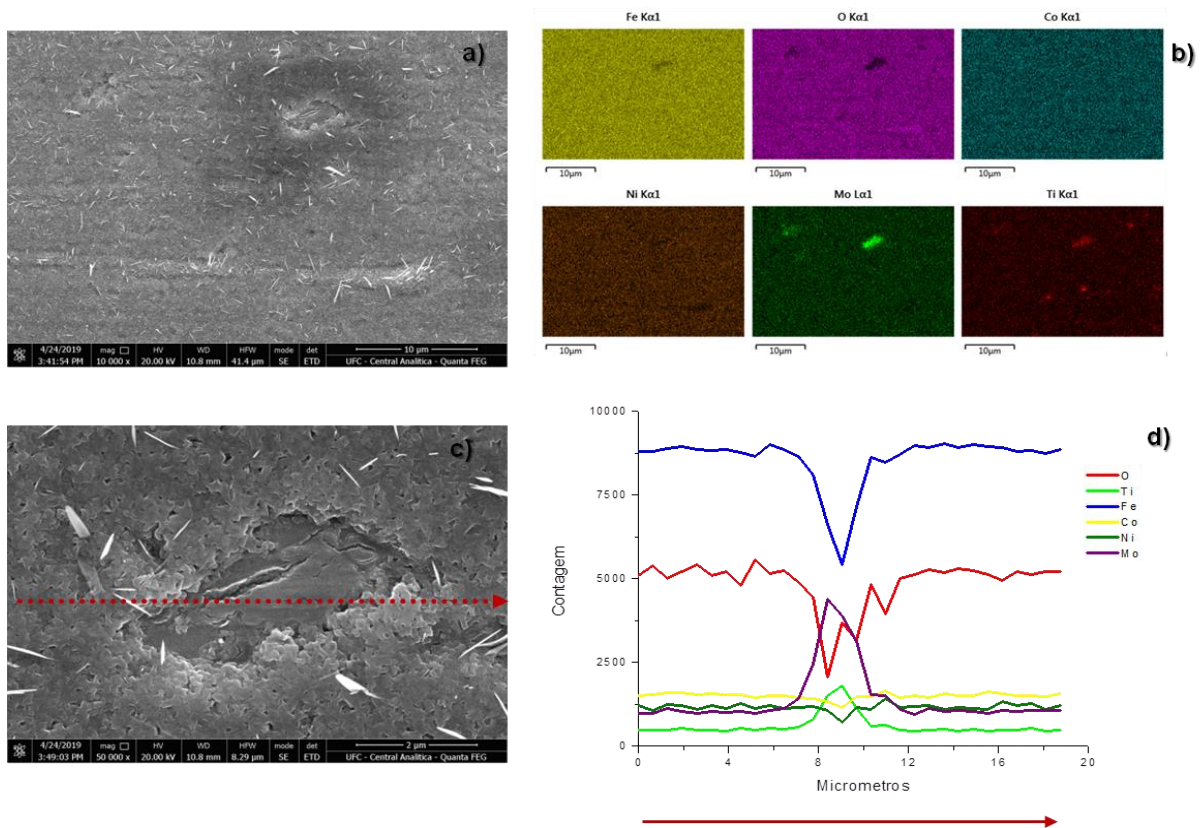 a)
4/24/2019 mag HV WD HFW mode det 10 µm
3:41:54 PM 10 000 x 20.00 kV 10.8 mm 41.4 µm SE ETD UFC - Central Analitica - Quanta FEG
b)
Fe Kα1 O Kα1 Co Kα1
10µm 10µm 10µm
Ni Kα1 Mo Lα1 Ti Kα1
10µm 10µm 10µm
c)
4/24/2019 mag HV WD HFW mode det 2 µm
3:49:03 PM 50 000 x 20.00 kV 10.8 mm 8.29 µm SE ETD UFC - Central Analitica - Quanta FEG
d)
10000
7500
5000
2500
0
Contagem
0 4 8 12 16 20
Micrometros
O
Ti
Fe
Co
Ni
Mo